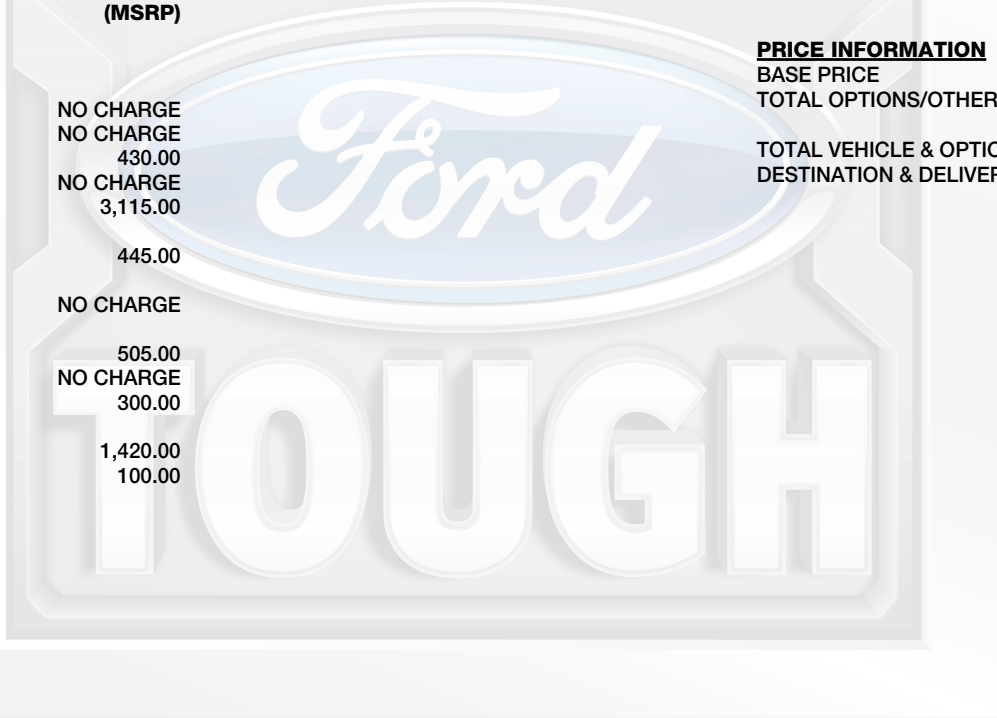 (MSRP)
NO CHARGE
NO CHARGE
430.00
NO CHARGE
3,115.00
445.00
NO CHARGE
505.00
NO CHARGE
300.00
1,420.00
100.00
PRICE INFORMATION
BASE PRICE
TOTAL OPTIONS/OTHER
TOTAL VEHICLE & OPTIO
DESTINATION & DELIVER
Ford
TOUGH